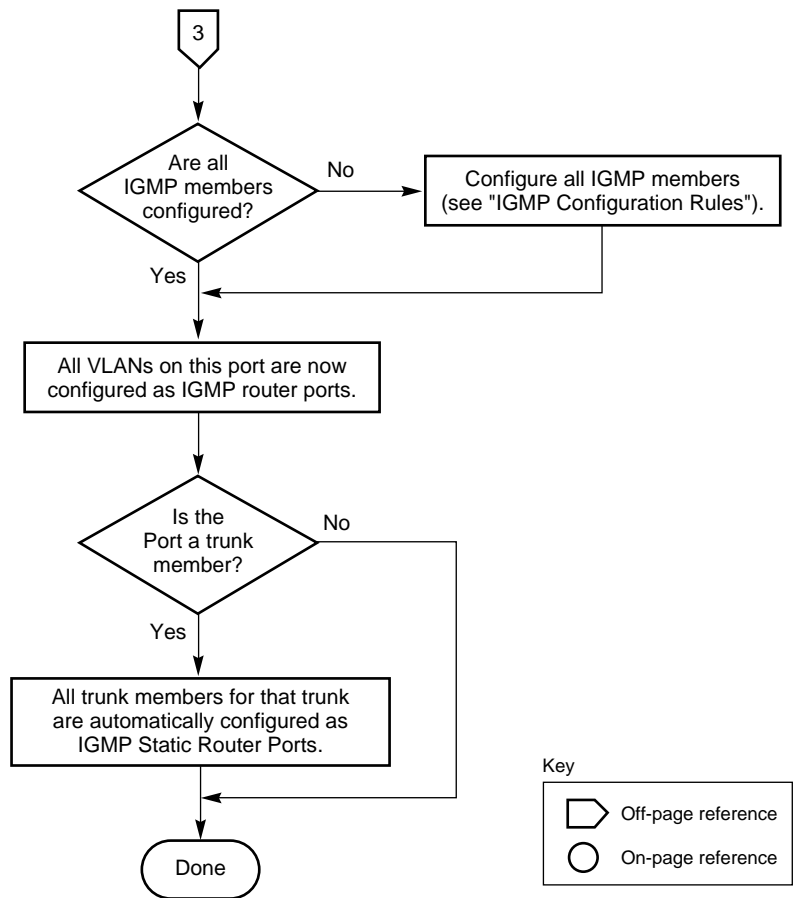 3
Are all
IGMP members
configured?
No
Configure all IGMP members
(see "IGMP Configuration Rules").
Yes
All VLANs on this port are now
configured as IGMP router ports.
Is the
Port a trunk
member?
No
Yes
All trunk members for that trunk
are automatically configured as
IGMP Static Router Ports.
Done
Key
Off-page reference
On-page reference